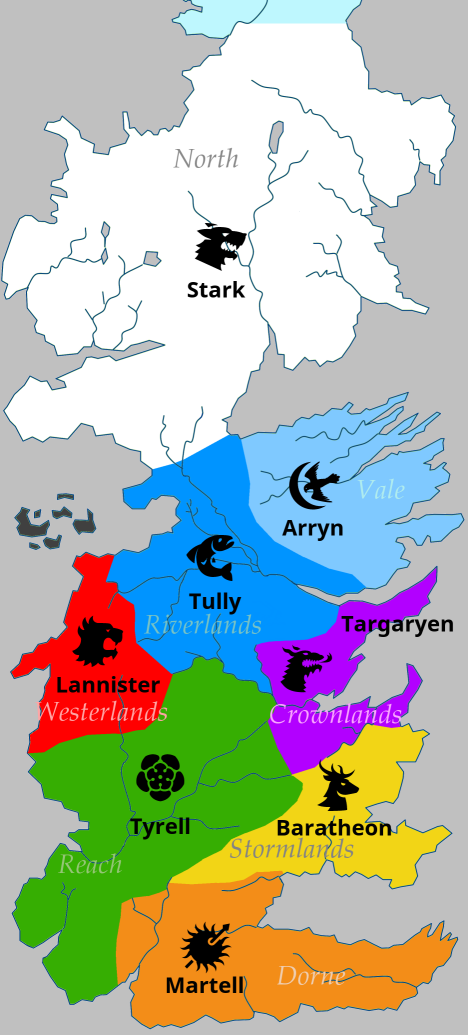 North
Stark
Vale
Arryn
Tully
Riverlands
Targaryen
Lannister
Westerlands
Crownlands
Tyrell
Baratheon
Stormlands
Reach
Dorne
Martell